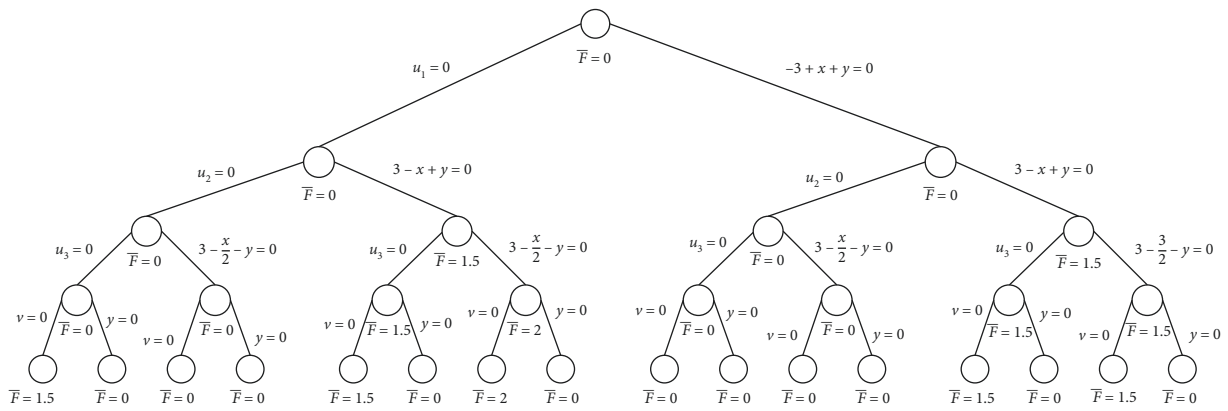 F̅ = 0
u₁ = 0
–3 + x + y = 0
u₂ = 0
3 – x + y = 0
u₂ = 0
3 – x + y = 0
F̅ = 0
F̅ = 0
u₃ = 0
3 – x/2 – y = 0
u₃ = 0
3 – x/2 – y = 0
u₃ = 0
3 – x/2 – y = 0
u₃ = 0
3 – 3/2 – y = 0
F̅ = 0
F̅ = 1.5
F̅ = 0
F̅ = 1.5
v = 0
F̅ = 0
y = 0
v = 0
F̅ = 0
y = 0
v = 0
F̅ = 1.5
y = 0
v = 0
F̅ = 2
y = 0
v = 0
F̅ = 0
y = 0
v = 0
F̅ = 0
y = 0
v = 0
F̅ = 1.5
y = 0
v = 0
F̅ = 1.5
y = 0
F̅ = 1.5
F̅ = 0
F̅ = 0
F̅ = 0
F̅ = 1.5
F̅ = 0
F̅ = 2
F̅ = 0
F̅ = 0
F̅ = 0
F̅ = 0
F̅ = 0
F̅ = 1.5
F̅ = 0
F̅ = 1.5
F̅ = 0